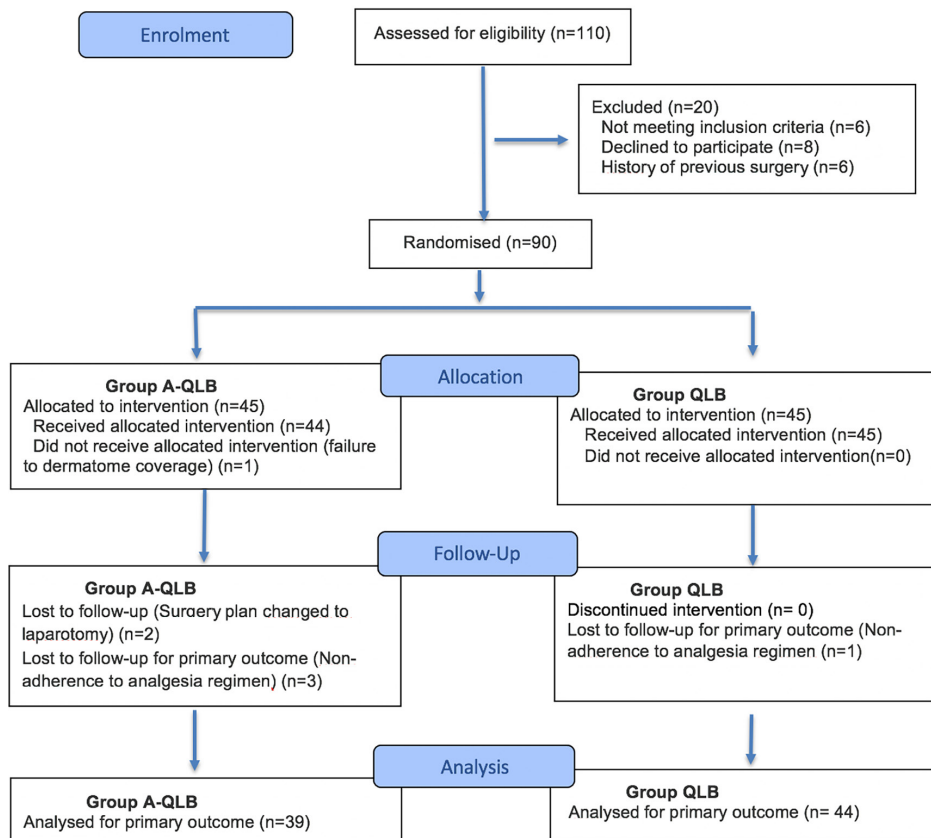 Enrolment
Assessed for eligibility (n=110)
Excluded (n=20)
Not meeting inclusion criteria (n=6)
Declined to participate (n=8)
History of previous surgery (n=6)
Randomised (n=90)
Allocation
Group A-QLB
Allocated to intervention (n=45)
Received allocated intervention (n=44)
Did not receive allocated intervention (failure
to dermatome coverage) (n=1)
Group QLB
Allocated to intervention (n=45)
Received allocated intervention (n=45)
Did not receive allocated intervention(n=0)
Follow-Up
Group A-QLB
Lost to follow-up (Surgery plan changed to
laparotomy) (n=2)
Lost to follow-up for primary outcome (Non-
adherence to analgesia regimen) (n=3)
Group QLB
Discontinued intervention (n= 0)
Lost to follow-up for primary outcome (Non-
adherence to analgesia regimen (n=1)
Analysis
Group A-QLB
Analysed for primary outcome (n=39)
Group QLB
Analysed for primary outcome (n= 44)